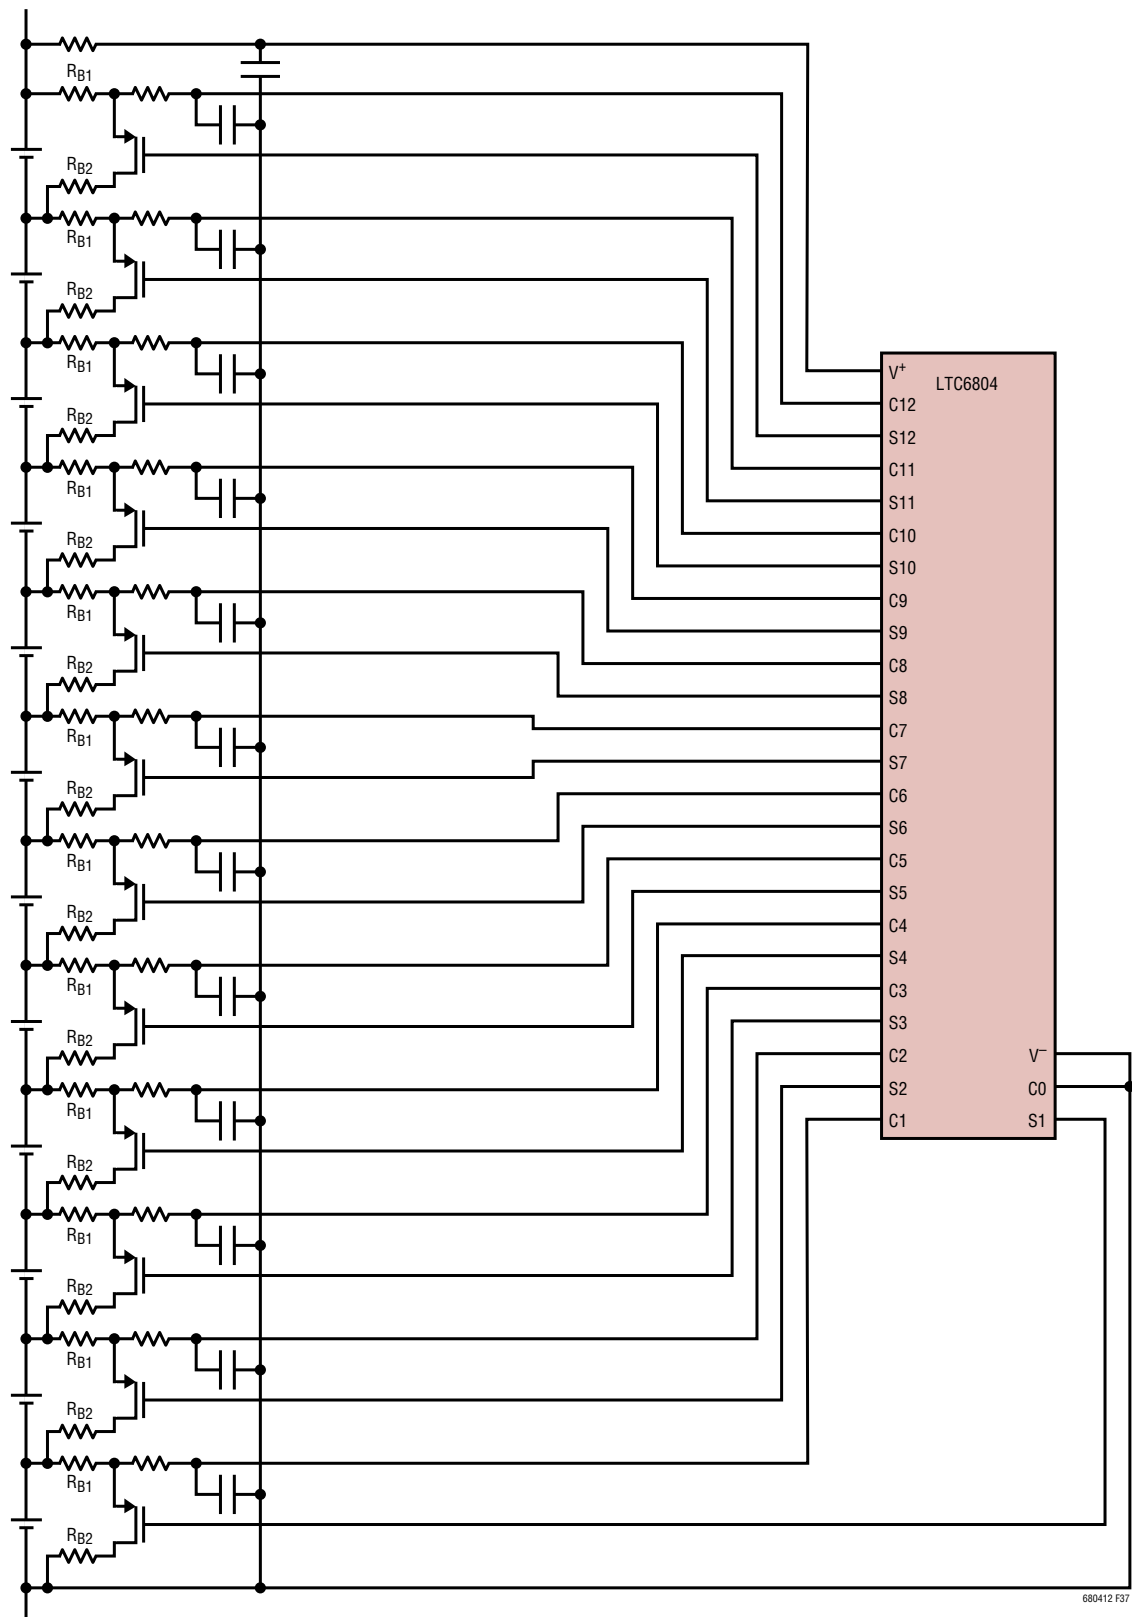 RB1
RB2
RB1
RB2
RB1
RB2
RB1
RB2
RB1
RB2
RB1
RB2
RB1
RB2
RB1
RB2
RB1
RB2
RB1
RB2
RB1
RB2
RB1
RB2
LTC6804
V+
C12
S12
C11
S11
C10
S10
C9
S9
C8
S8
C7
S7
C6
S6
C5
S5
C4
S4
C3
S3
C2
S2
C1
V–
C0
S1
680412 F37